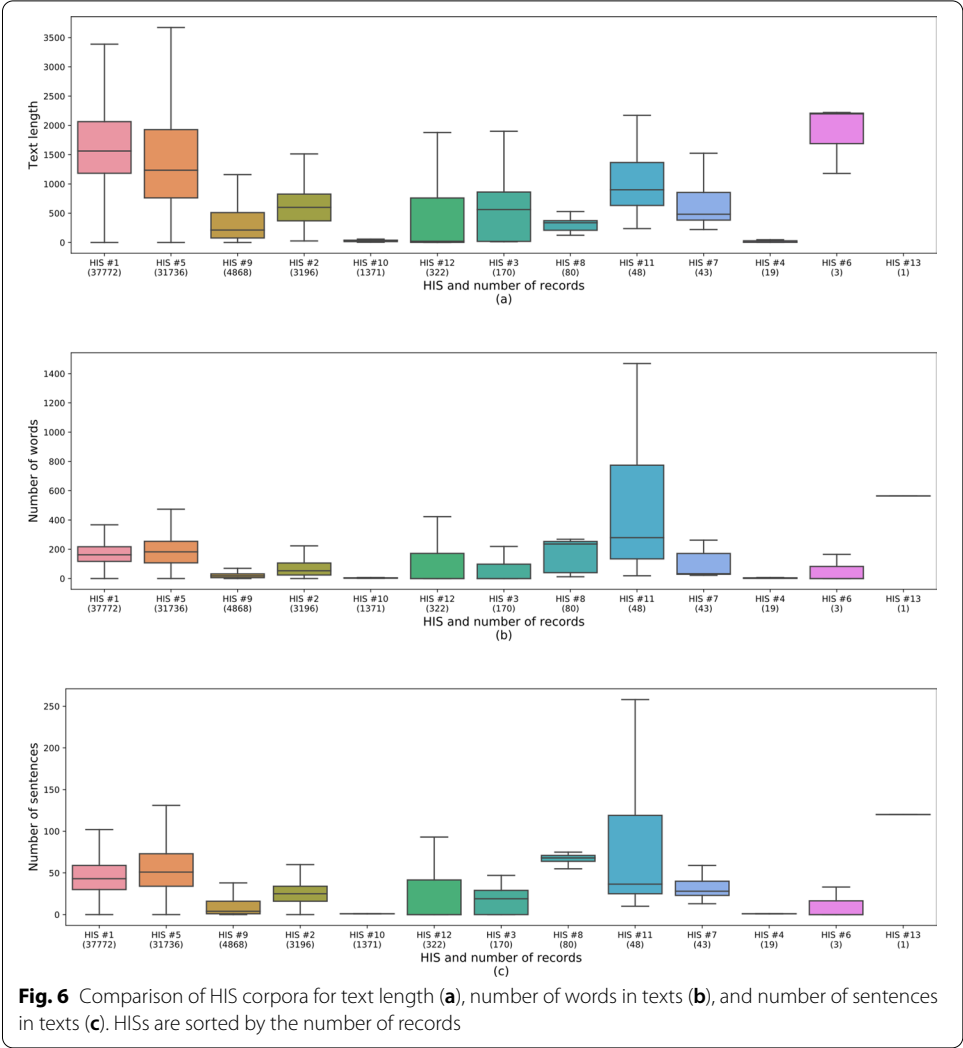 3500
3000
2500
2000
1500
1000
500
0
Text length
HIS #1 HIS #5 HIS #9 HIS #2 HIS #10 HIS #12 HIS #3 HIS #8 HIS #11 HIS #7 HIS #4 HIS #6 HIS #13
(37772) (31736) (4868) (3196) (1371) (322) (170) (80) (48) (43) (19) (3) (1)
HIS and number of records
(a)
1400
1200
1000
800
600
400
200
0
Number of words
HIS #1 HIS #5 HIS #9 HIS #2 HIS #10 HIS #12 HIS #3 HIS #8 HIS #11 HIS #7 HIS #4 HIS #6 HIS #13
(37772) (31736) (4868) (3196) (1371) (322) (170) (80) (48) (43) (19) (3) (1)
HIS and number of records
(b)
250
200
150
100
50
0
Number of sentences
HIS #1 HIS #5 HIS #9 HIS #2 HIS #10 HIS #12 HIS #3 HIS #8 HIS #11 HIS #7 HIS #4 HIS #6 HIS #13
(37772) (31736) (4868) (3196) (1371) (322) (170) (80) (48) (43) (19) (3) (1)
HIS and number of records
(c)
Fig. 6 Comparison of HIS corpora for text length (a), number of words in texts (b), and number of sentences
in texts (c). HISs are sorted by the number of records